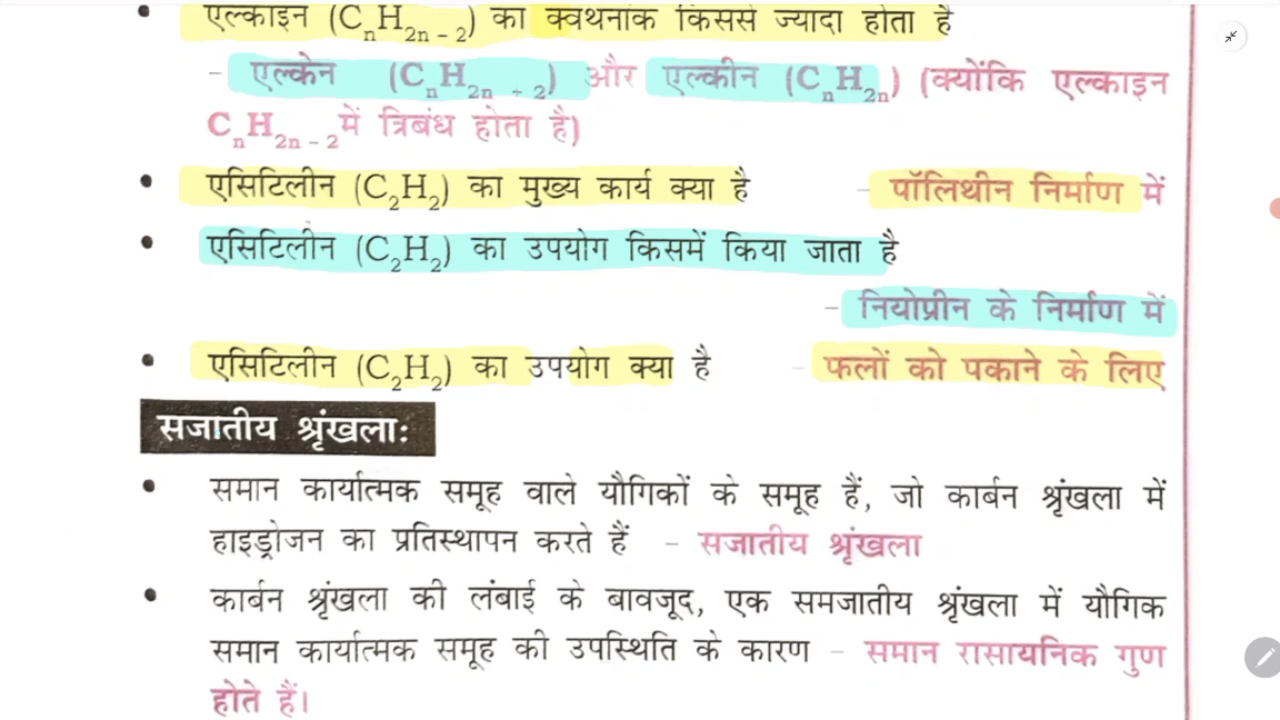 • एल्काइन (CₙH₂ₙ₋₂) का क्वथनांक किससे ज्यादा होता है
– एल्केन (CₙH₂ₙ₊₂) और एल्कीन (CₙH₂ₙ) (क्योंकि एल्काइन
CₙH₂ₙ₋₂ में त्रिबंध होता है)
• एसिटिलीन (C₂H₂) का मुख्य कार्य क्या है – पॉलिथीन निर्माण में
• एसिटिलीन (C₂H₂) का उपयोग किसमें किया जाता है
– नियोप्रीन के निर्माण में
• एसिटिलीन (C₂H₂) का उपयोग क्या है – फलों को पकाने के लिए
सजातीय श्रृंखलाः
• समान कार्यात्मक समूह वाले यौगिकों के समूह हैं, जो कार्बन श्रृंखला में
हाइड्रोजन का प्रतिस्थापन करते हैं – सजातीय श्रृंखला
• कार्बन श्रृंखला की लंबाई के बावजूद, एक समजातीय श्रृंखला में यौगिक
समान कार्यात्मक समूह की उपस्थिति के कारण – समान रासायनिक गुण
होते हैं।